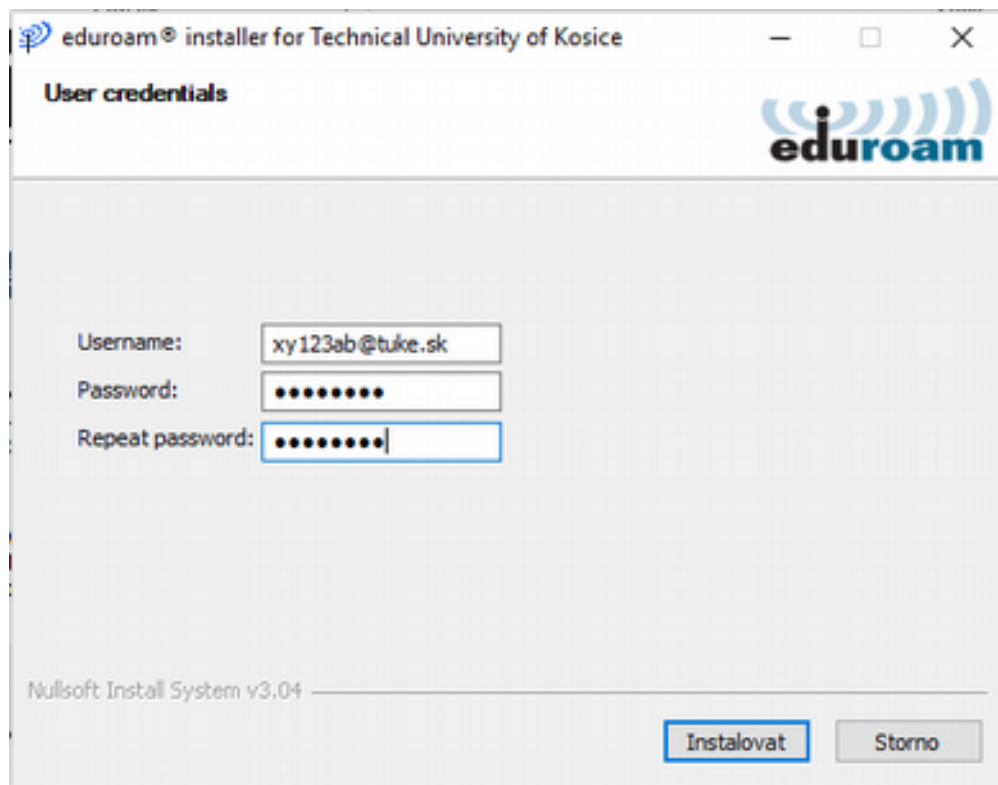 eduroam® installer for Technical University of Kosice
User credentials
eduroam
Username: xy123ab@tuke.sk
Password: ••••••••
Repeat password: ••••••••
Nullsoft Install System v3.04
Instalovat Storno